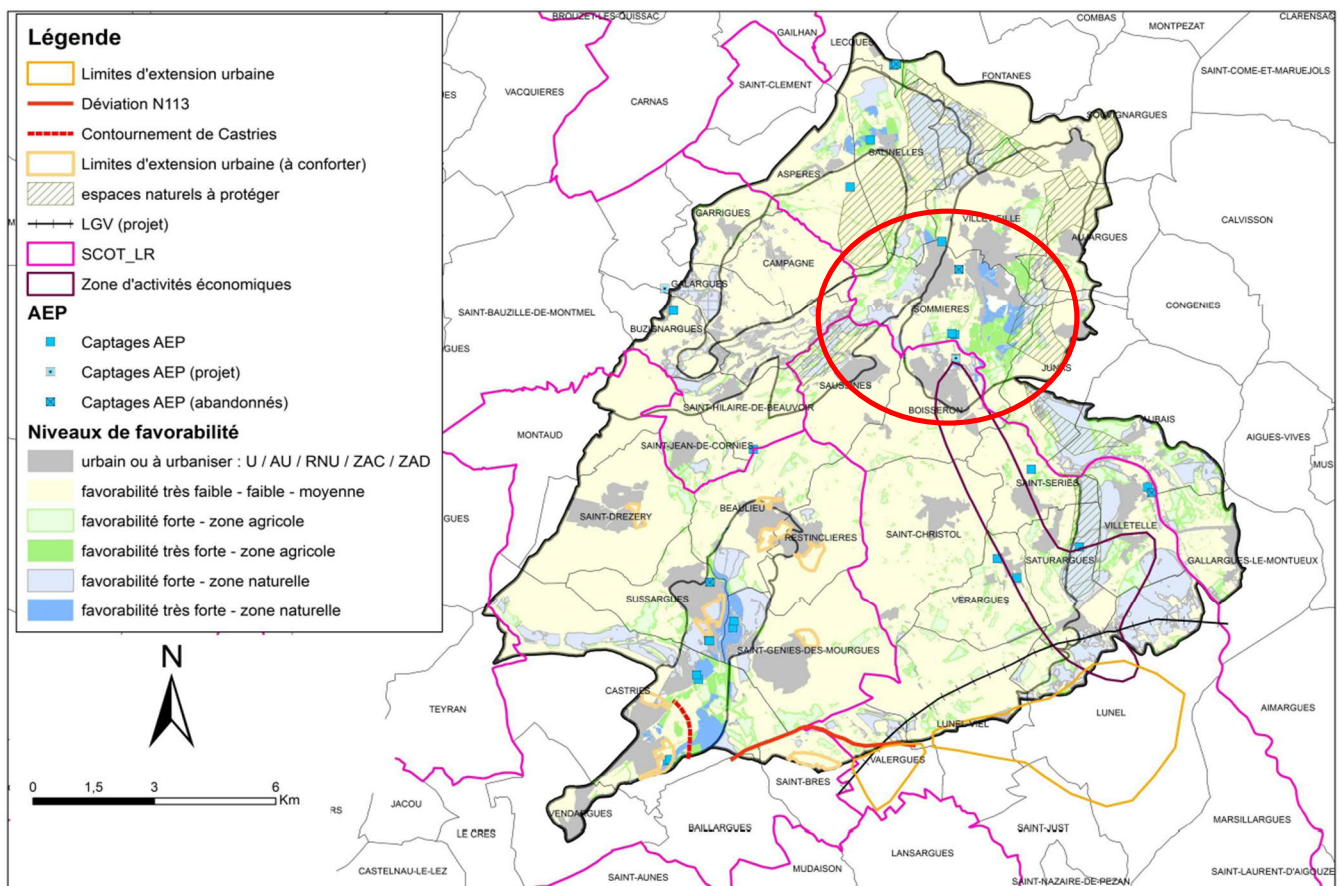 Légende
Limites d'extension urbaine
Déviation N113
Contournement de Castries
Limites d'extension urbaine (à conforter)
espaces naturels à protéger
LGV (projet)
SCOT_LR
Zone d'activités économiques
AEP
Captages AEP
Captages AEP (projet)
Captages AEP (abandonnés)
Niveaux de favorabilité
urbain ou à urbaniser : U / AU / RNU / ZAC / ZAD
favorabilité très faible - faible - moyenne
favorabilité forte - zone agricole
favorabilité très forte - zone agricole
favorabilité forte - zone naturelle
favorabilité très forte - zone naturelle
N
0 1,5 3 6
Km
BROUZET-LES-QUISSAC
COMBAS
CLARENSAC
MONTPEZAT
GAILHAN
LECQUES
SAINT-COME-ET-MARUEJOLS
FONTANES
SAINT-CLEMENT
VACQUIERES
CARNAS
SOUVIGNARGUES
SALINELLES
ASPERES
GARRIGUES
VILLEVIEILLE
CALVISSON
AUJARGUES
CAMPAGNE
GALARGUES
CONGENIES
SAINT-BAUZILLE-DE-MONTMEL
SOMMIERES
BUZIGNARGUES
GUES
JUNAS
SAUSSINES
SAINT-HILAIRE-DE-BEAUVOIR
BOISSERON
AUBAIS
MONTAUD
AIGUES-VIVES
SAINT-JEAN-DE-CORNIES
MUS
SAINT-SERIES
BEAULIEU
SAINT-DREZERY
GUES
VILLETELLE
RESTINCLIERES
SAINT-CHRISTOL
SATURARGUES
GALLARGUES-LE-MONTUEUX
SUSSARGUES
VERARGUES
SAINT-GENIES-DES-MOURGUES
CASTRIES
TEYRAN
AIMARGUES
LUNEL
LUNEL-VIEL
VALERGUES
SAINT-BRES
JACOU
VENDARGUES
MARSILLARGUES
LE CRES
BAILLARGUES
SAINT-JUST
LANSARGUES
CASTELNAU-LE-LEZ
SAINT-AUNES
MUDAISON
SAINT-NAZAIRE-DE-PEZAN
SAINT-LAURENT-D'AIGOUZE